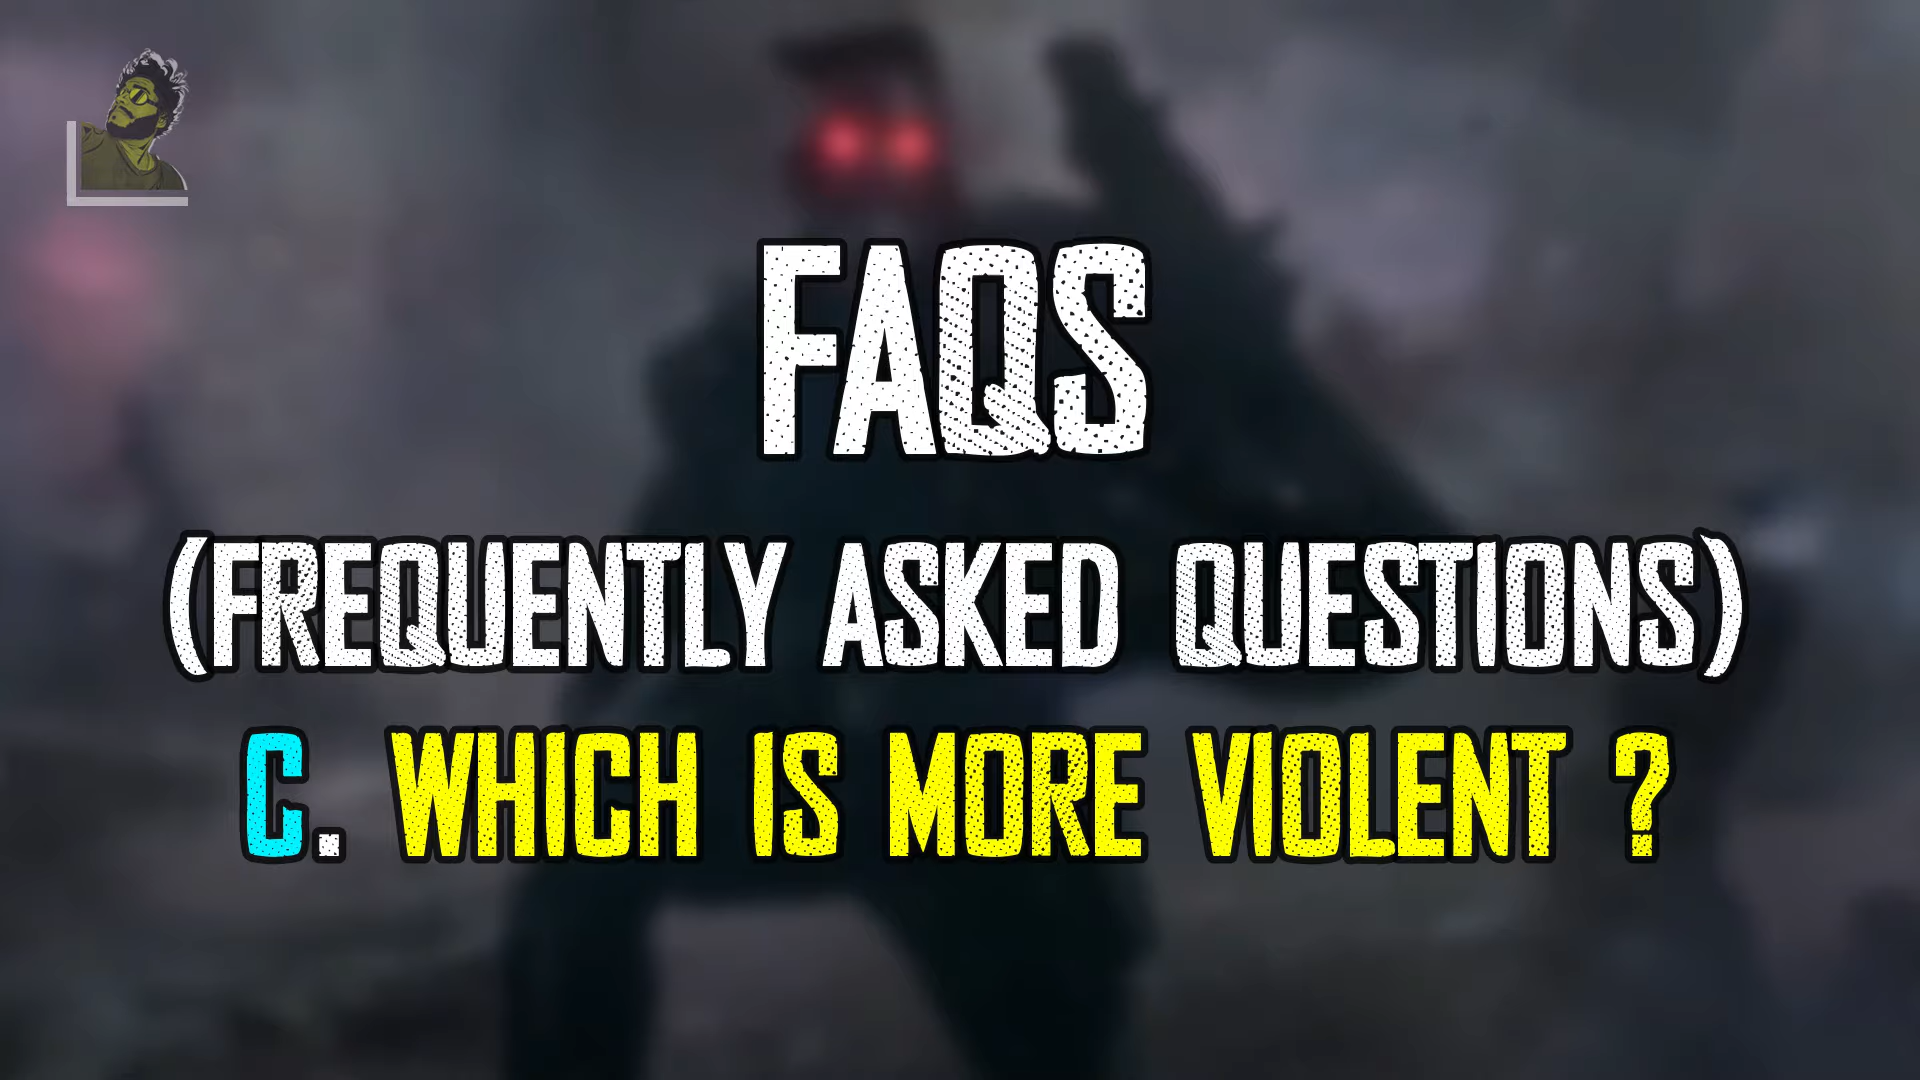 FAQS
(FREQUENTLY ASKED QUESTIONS)
C. WHICH IS MORE VIOLENT ?